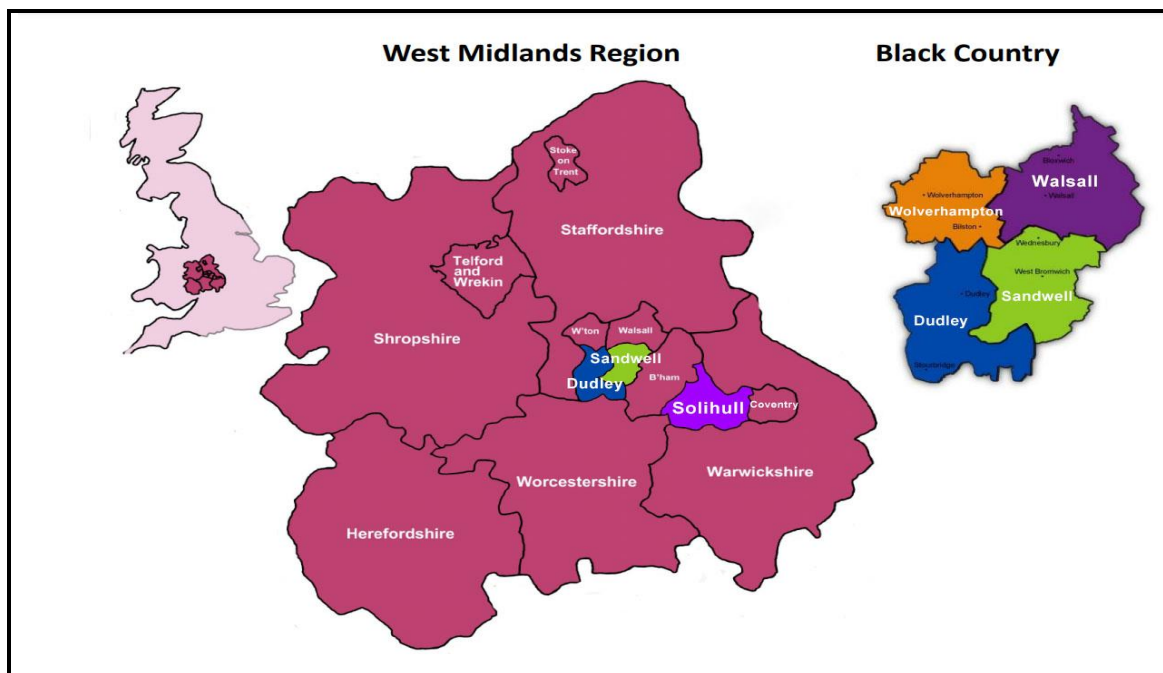 West Midlands Region
Black Country
Stoke
on
Trent
Staffordshire
Telford
and
Wrekin
Shropshire
W'ton
Walsall
Sandwell
Dudley
B'ham
Solihull
Coventry
Worcestershire
Warwickshire
Herefordshire
Bloxwich
Walsall
Walsall
Wolverhampton
Wolverhampton
Bilston
Wednesbury
West Bromwich
Sandwell
Dudley
Dudley
Stourbridge